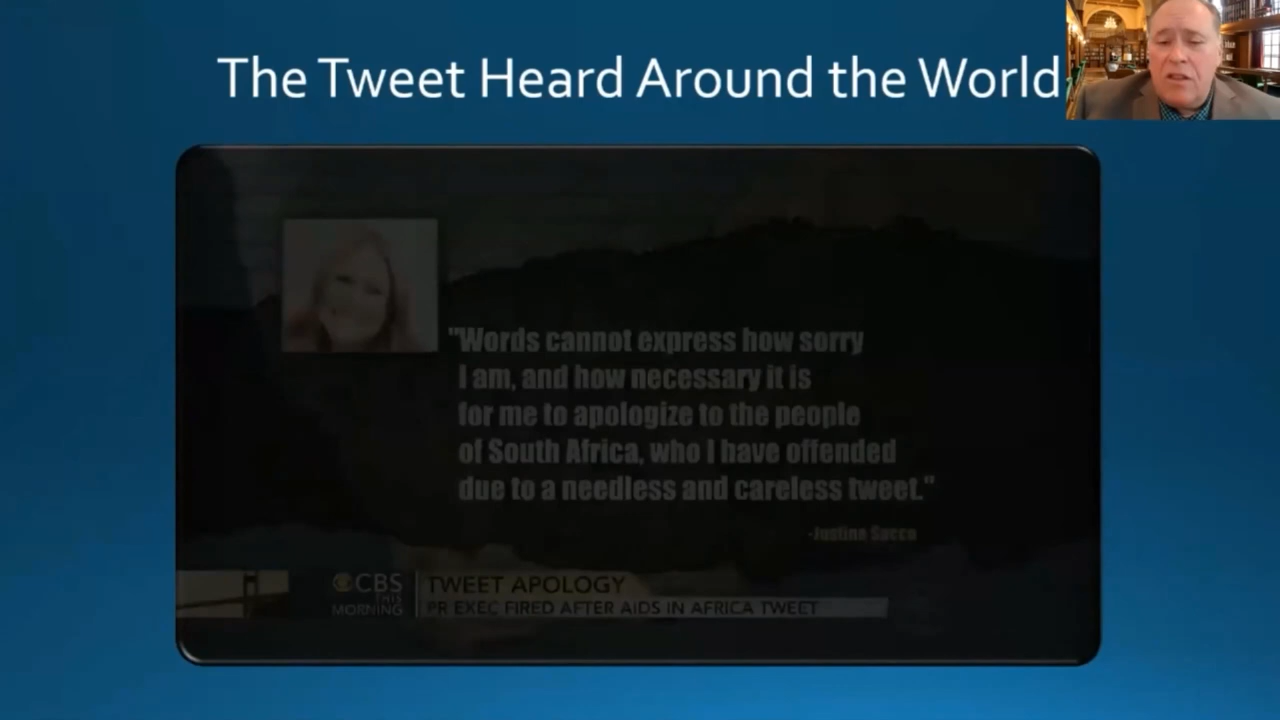 The Tweet Heard Around the World
"Words cannot express how sorry
I am, and how necessary it is
for me to apologize to the people
of South Africa, who I have offended
due to a needless and careless tweet."
-Justine Sacco
CBS
THIS
MORNING
TWEET APOLOGY
PR EXEC FIRED AFTER AIDS IN AFRICA TWEET